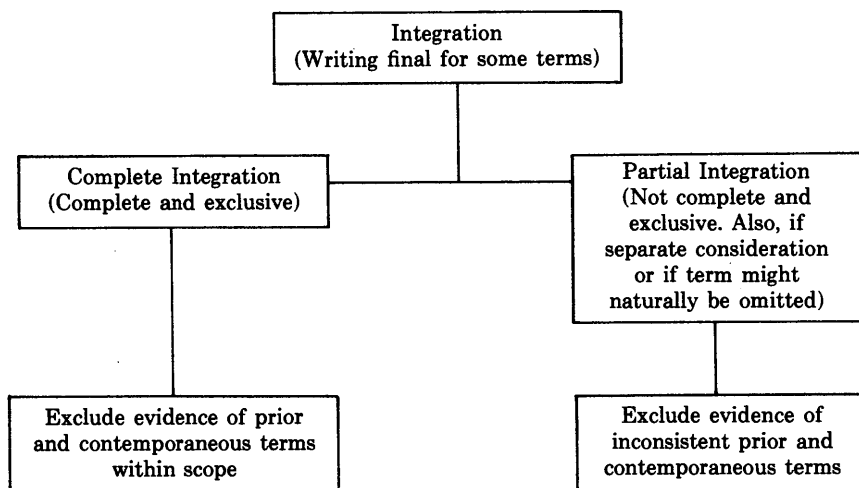 Integration
(Writing final for some terms)
Complete Integration
(Complete and exclusive)
Partial Integration
(Not complete and
exclusive. Also, if
separate consideration
or if term might
naturally be omitted)
Exclude evidence of prior
and contemporaneous terms
within scope
Exclude evidence of
inconsistent prior and
contemporaneous terms